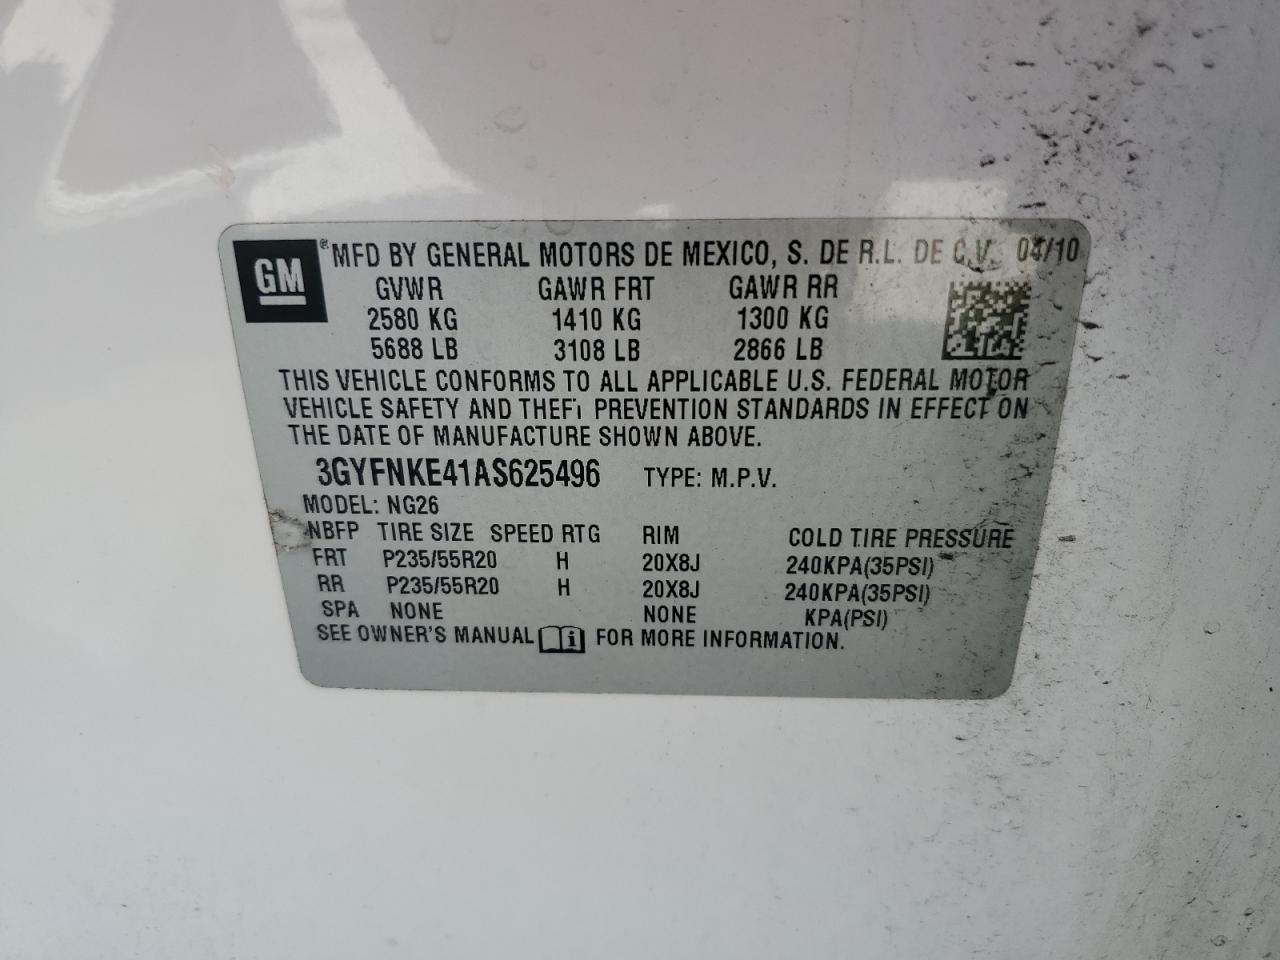 GM ® MFD BY GENERAL MOTORS DE MEXICO, S. DE R.L. DE C.V. 04/10
GVWR GAWR FRT GAWR RR
2580 KG 1410 KG 1300 KG
5688 LB 3108 LB 2866 LB
THIS VEHICLE CONFORMS TO ALL APPLICABLE U.S. FEDERAL MOTOR
VEHICLE SAFETY AND THEFT PREVENTION STANDARDS IN EFFECT ON
THE DATE OF MANUFACTURE SHOWN ABOVE.
3GYFNKE41AS625496 TYPE: M.P.V.
MODEL: NG26
NBFP TIRE SIZE SPEED RTG RIM COLD TIRE PRESSURE
FRT P235/55R20 H 20X8J 240KPA(35PSI)
RR P235/55R20 H 20X8J 240KPA(35PSI)
SPA NONE NONE KPA(PSI)
SEE OWNER'S MANUAL i FOR MORE INFORMATION.